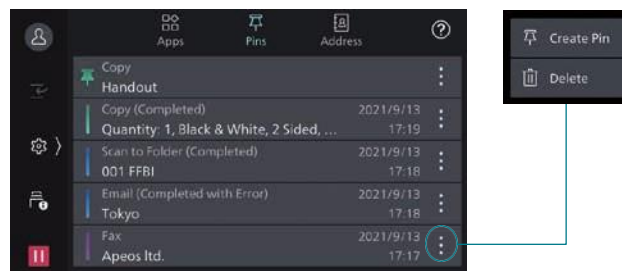 Apps
Pins
Address
Copy
Handout
Copy (Completed)
2021/9/13
Quantity: 1, Black & White, 2 Sided, ...
17:19
Scan to Folder (Completed)
2021/9/13
001 FFBI
17:18
Email (Completed with Error)
2021/9/13
Tokyo
17:18
Fax
2021/9/13
Apeos ltd.
17:17
Create Pin
Delete